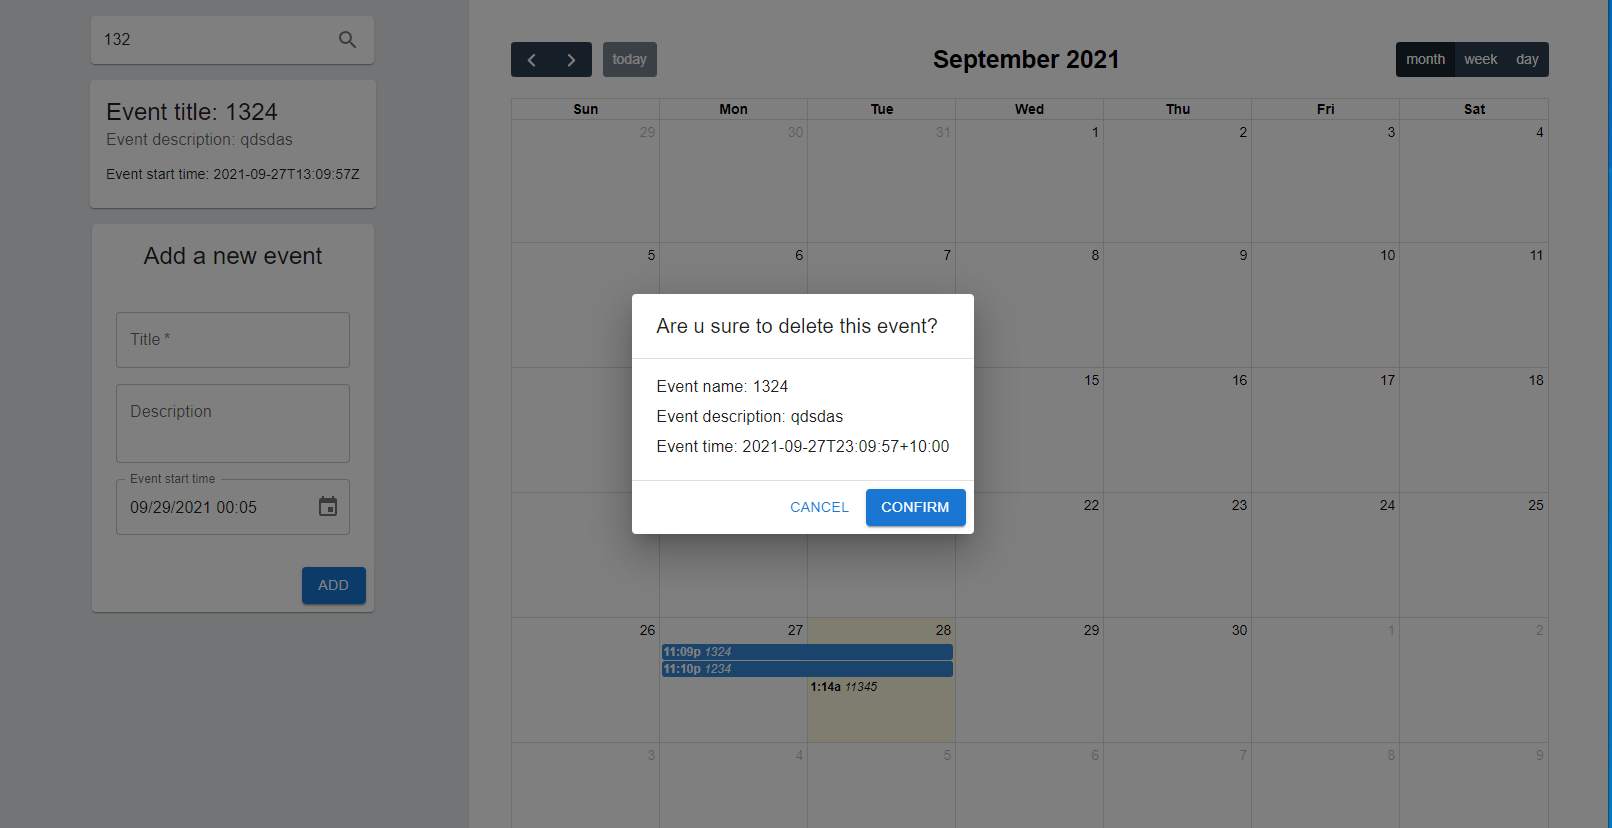 132
Event title: 1324
Event description: qdsdas
Event start time: 2021-09-27T13:09:57Z
Add a new event
Title *
Description
Event start time
09/29/2021 00:05
ADD
today
September 2021
month week day
Sun Mon Tue Wed Thu Fri Sat
29 30 31 1 2 3 4
5 6 7 8 9 10 11
Are u sure to delete this event?
Event name: 1324
Event description: qdsdas
Event time: 2021-09-27T23:09:57+10:00
CANCEL CONFIRM
15 16 17 18
22 23 24 25
26 27 28 29 30 1 2
11:09p 1324
11:10p 1234
1:14a 11345
3 4 5 6 7 8 9